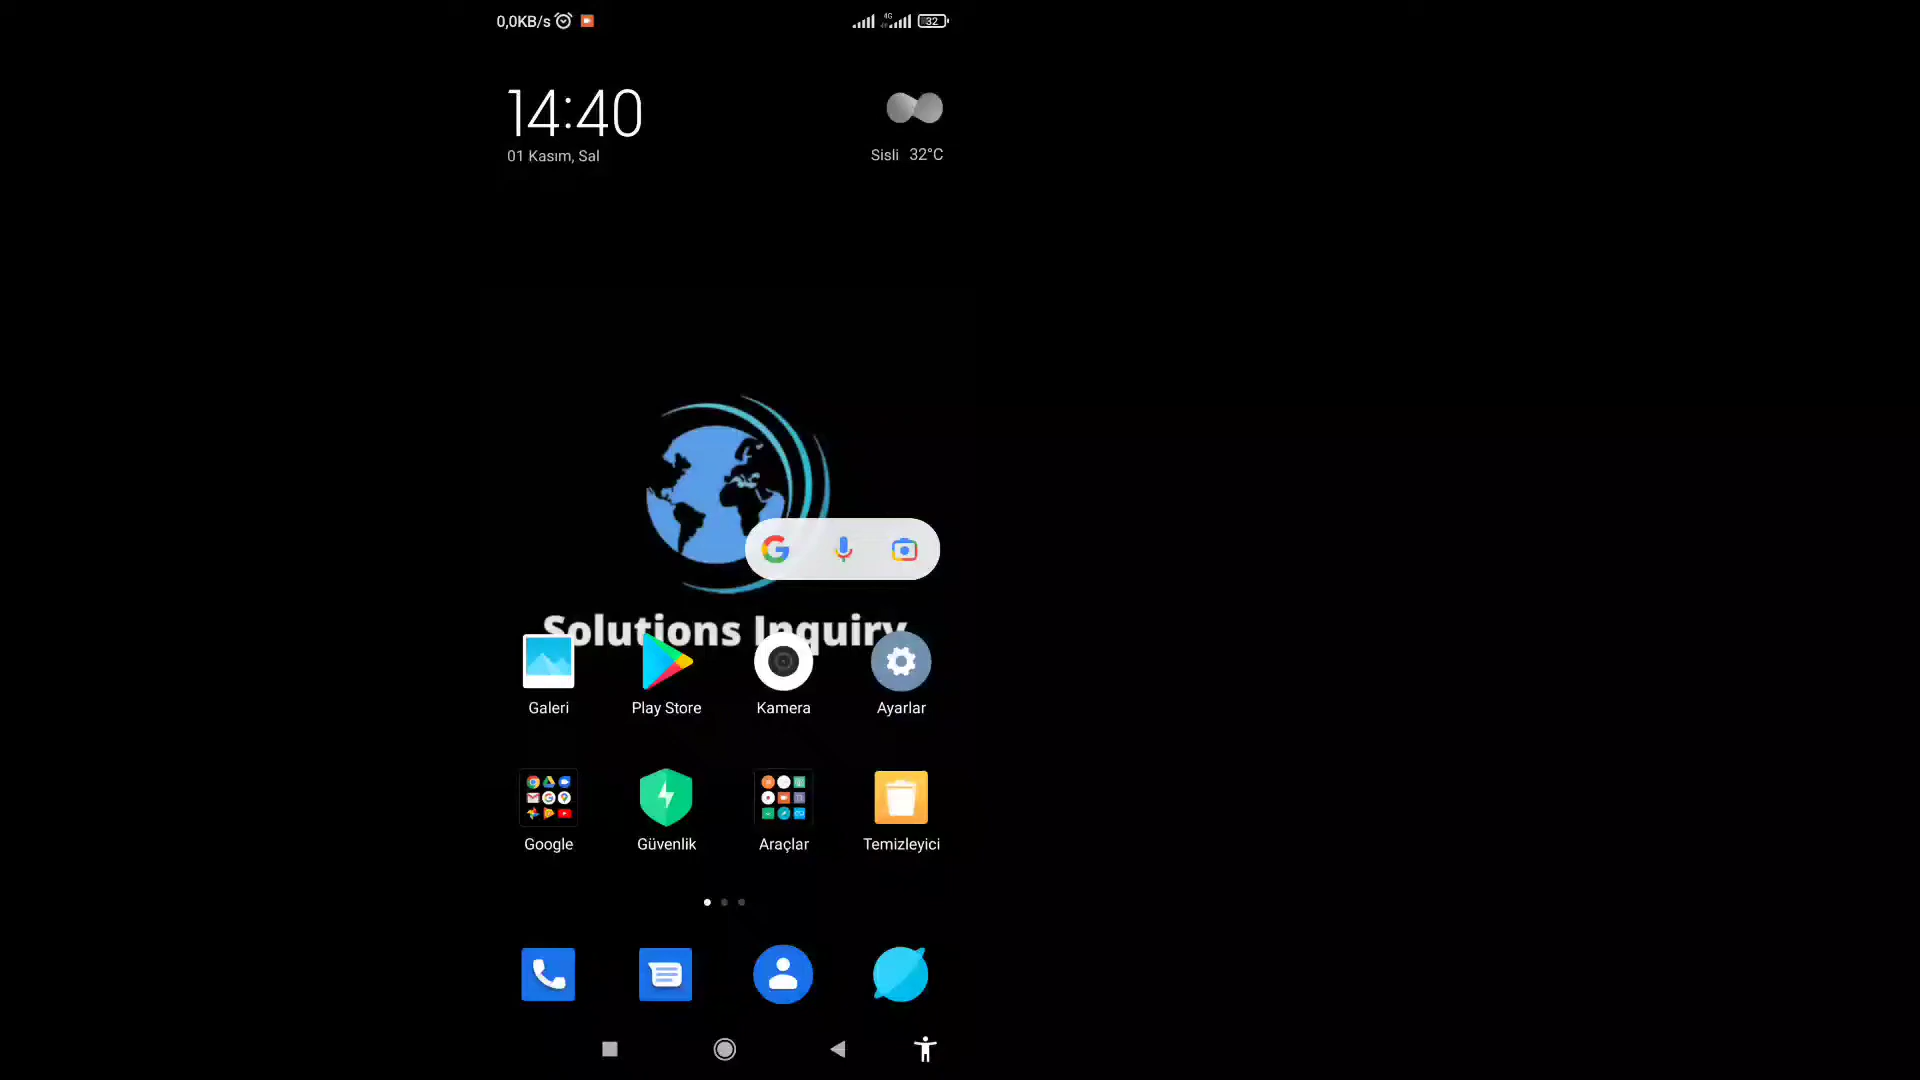 0,0KB/s
4G
32
14:40
01 Kasım, Sal
Sisli 32°C
Solutions Inquiry
Galeri Play Store Kamera Ayarlar
Google Güvenlik Araçlar Temizleyici